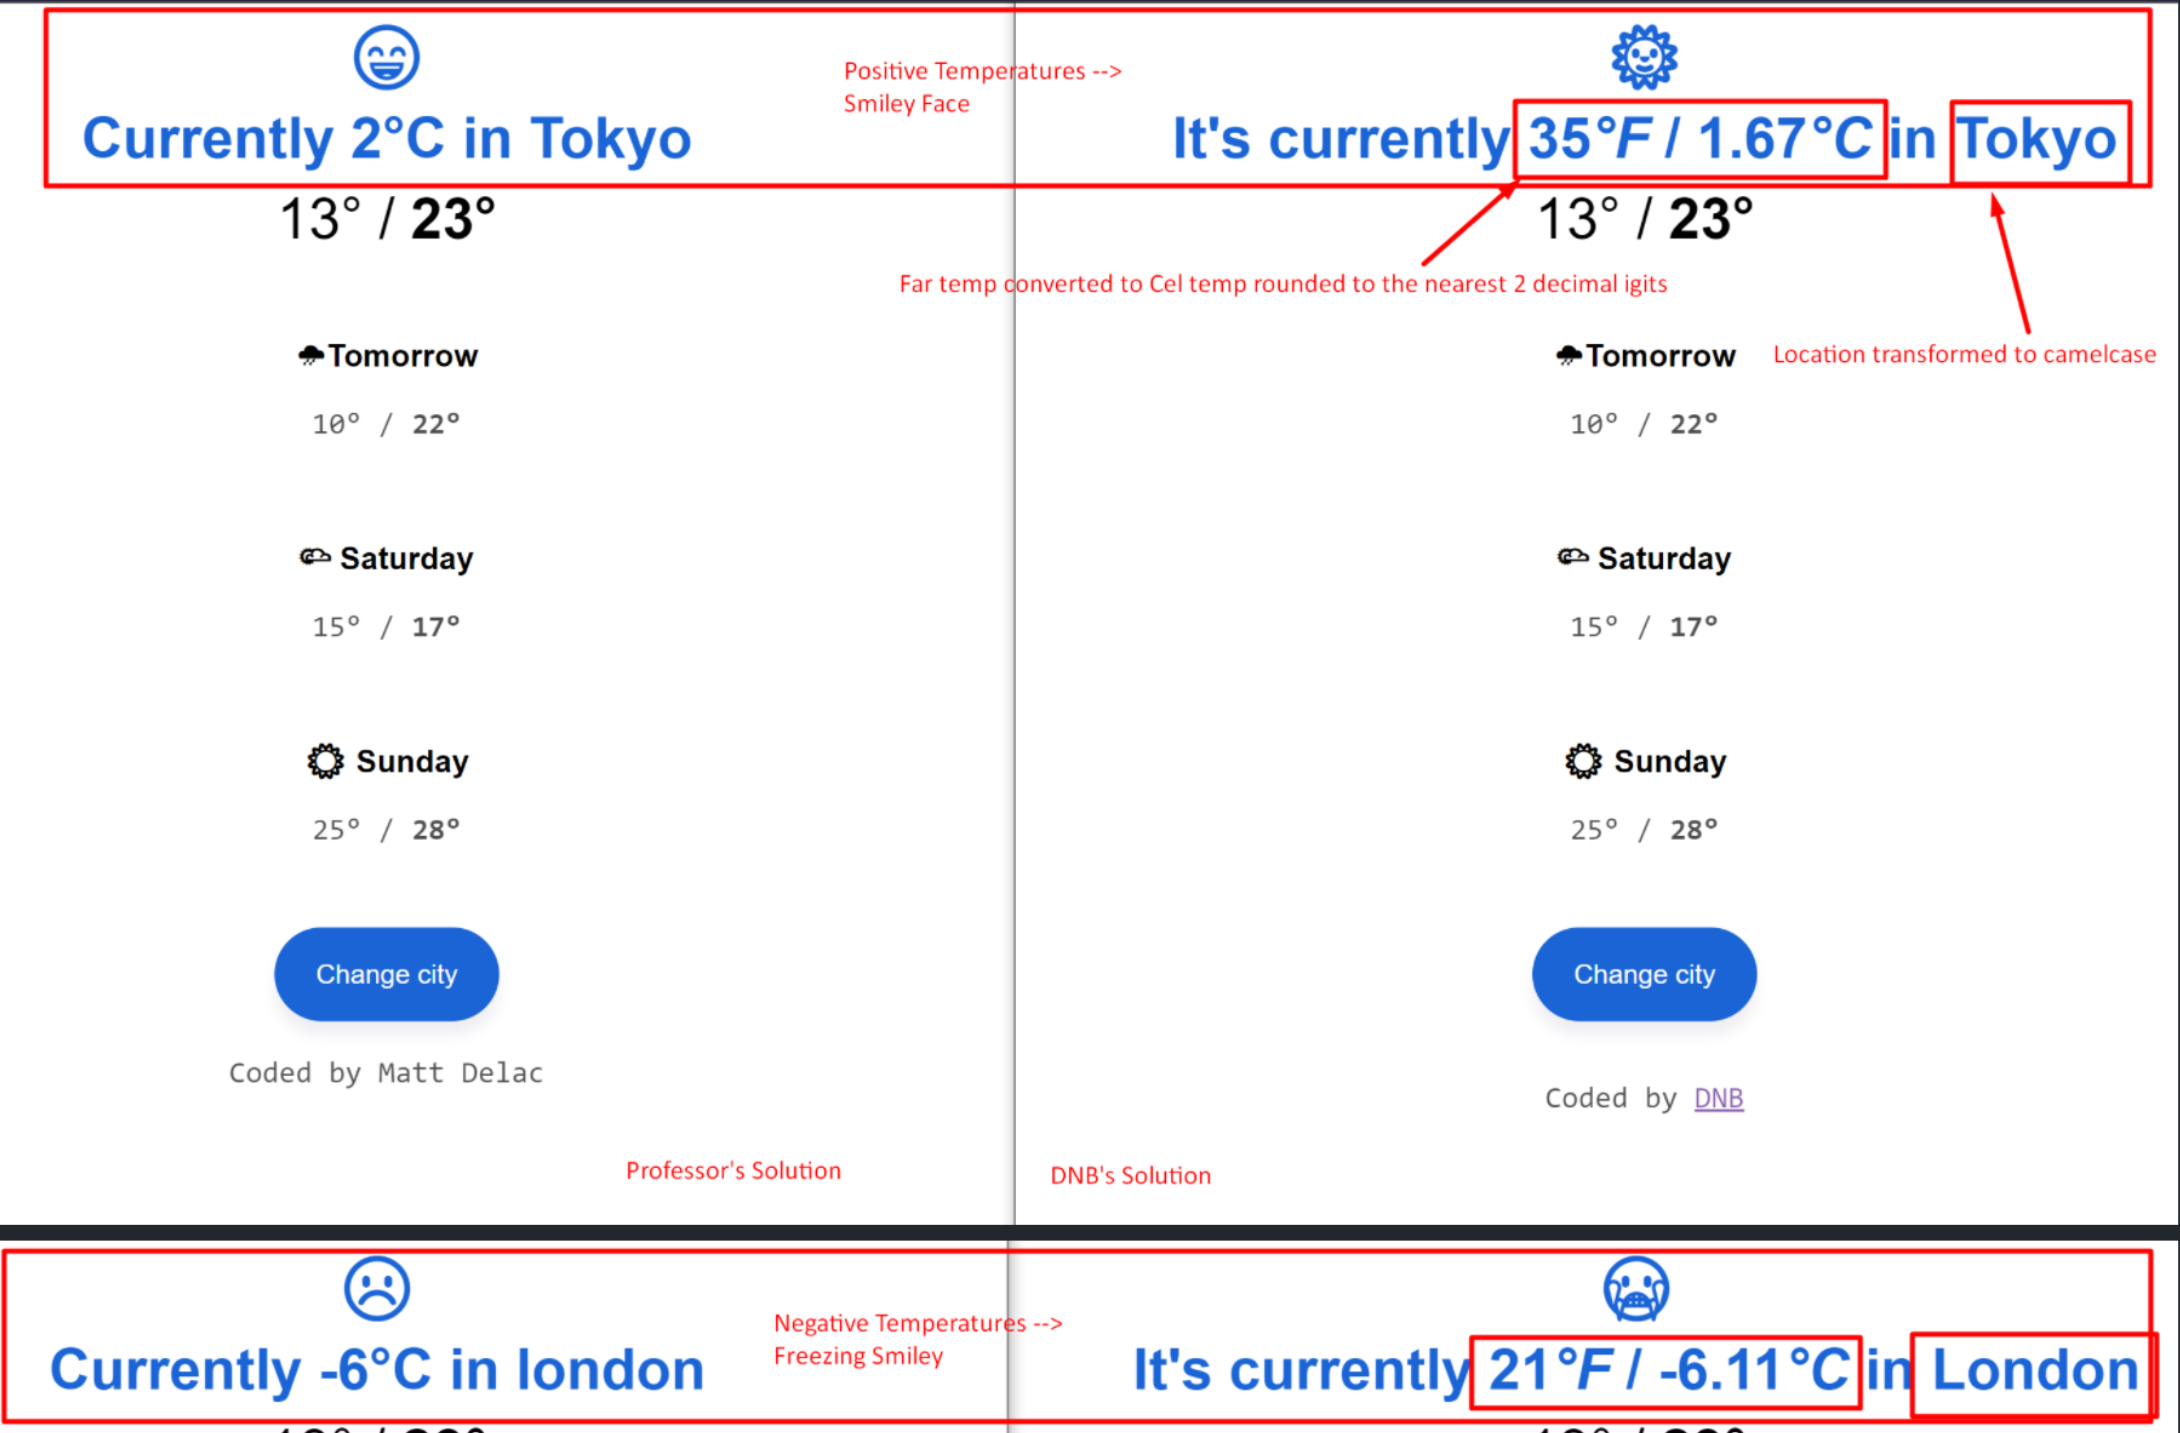 Currently 2°C in Tokyo
13° / 23°
Tomorrow
10° / 22°
Saturday
15° / 17°
Sunday
25° / 28°
Change city
Coded by Matt Delac
Professor's Solution
Positive Temperatures -->
Smiley Face
It's currently 35°F / 1.67°C in Tokyo
13° / 23°
Far temp converted to Cel temp rounded to the nearest 2 decimal igits
Location transformed to camelcase
Tomorrow
10° / 22°
Saturday
15° / 17°
Sunday
25° / 28°
Change city
Coded by DNB
DNB's Solution
Currently -6°C in london
Negative Temperatures -->
Freezing Smiley
It's currently 21°F / -6.11°C in London